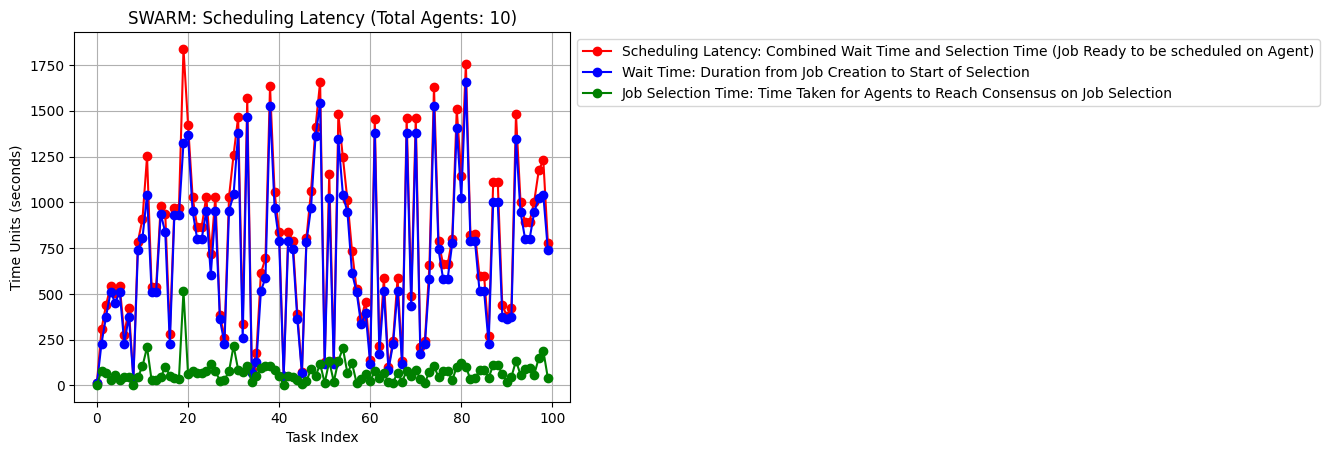 SWARM: Scheduling Latency (Total Agents: 10)
Scheduling Latency: Combined Wait Time and Selection Time (Job Ready to be scheduled on Agent)
Wait Time: Duration from Job Creation to Start of Selection
Job Selection Time: Time Taken for Agents to Reach Consensus on Job Selection
Time Units (seconds)
1750
1500
1250
1000
750
500
250
0
0 20 40 60 80 100
Task Index